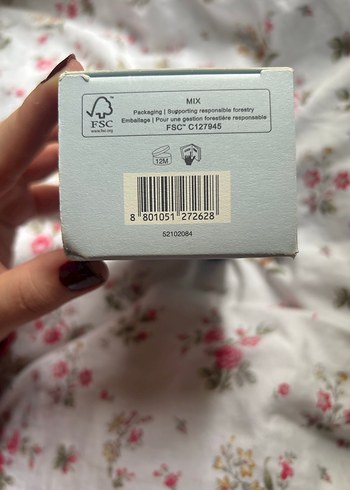 FSC
www.fsc.org
MIX
Packaging | Supporting responsible forestry
Emballage | Pour une gestion forestière responsable
FSC™ C127945
12M
8 801051 272628
52102084